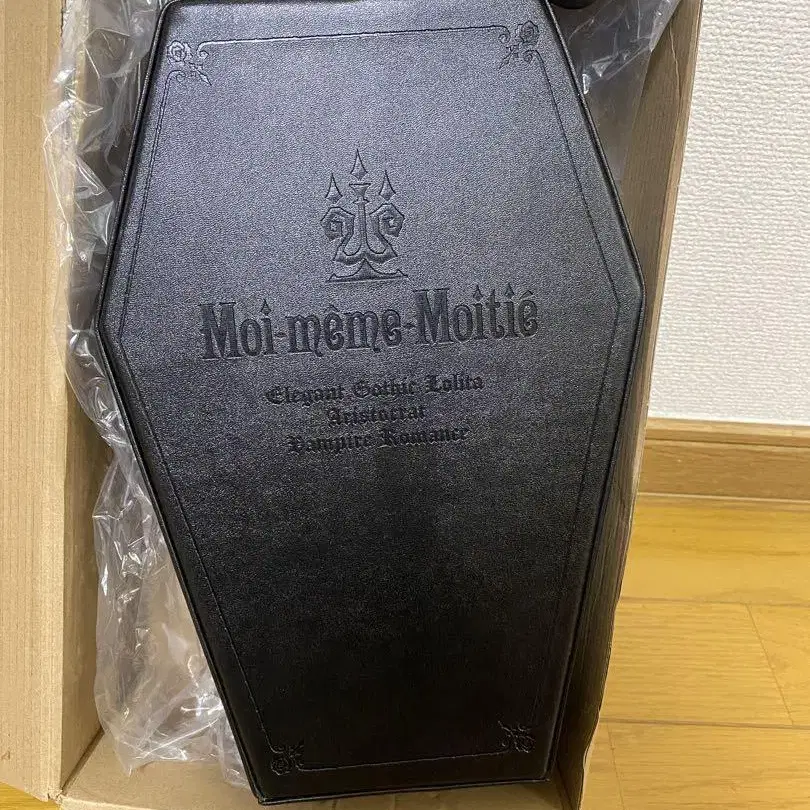 Moi-même-Moitié
Elegant Gothic Lolita
Aristocrat
Vampire Romance